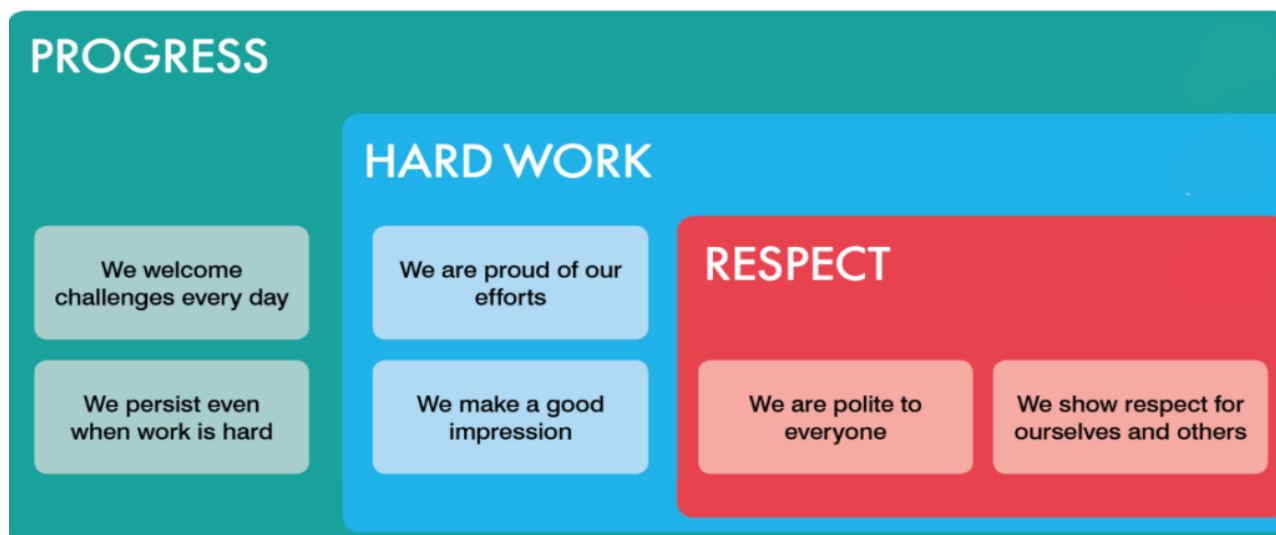 PROGRESS
We welcome
challenges every day
We persist even
when work is hard
HARD WORK
We are proud of our
efforts
We make a good
impression
RESPECT
We are polite to
everyone
We show respect for
ourselves and others